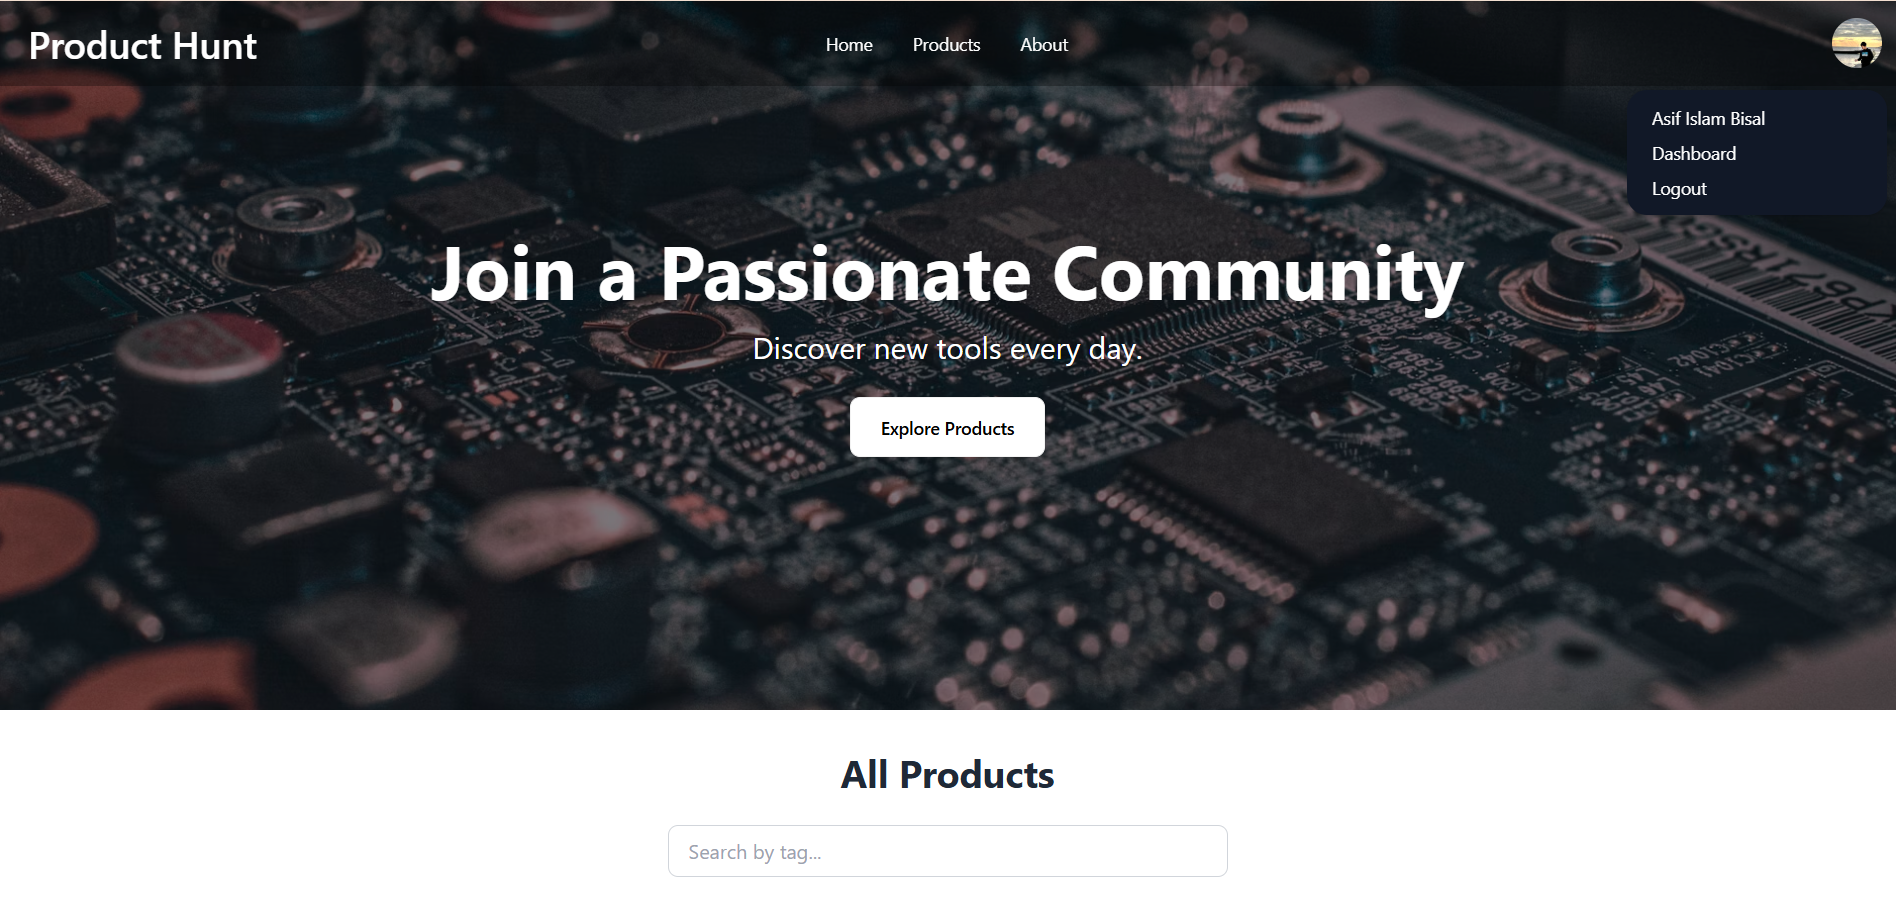 Product Hunt
Home Products About
Asif Islam Bisal
Dashboard
Logout
Join a Passionate Community
Discover new tools every day.
Explore Products
All Products
Search by tag...